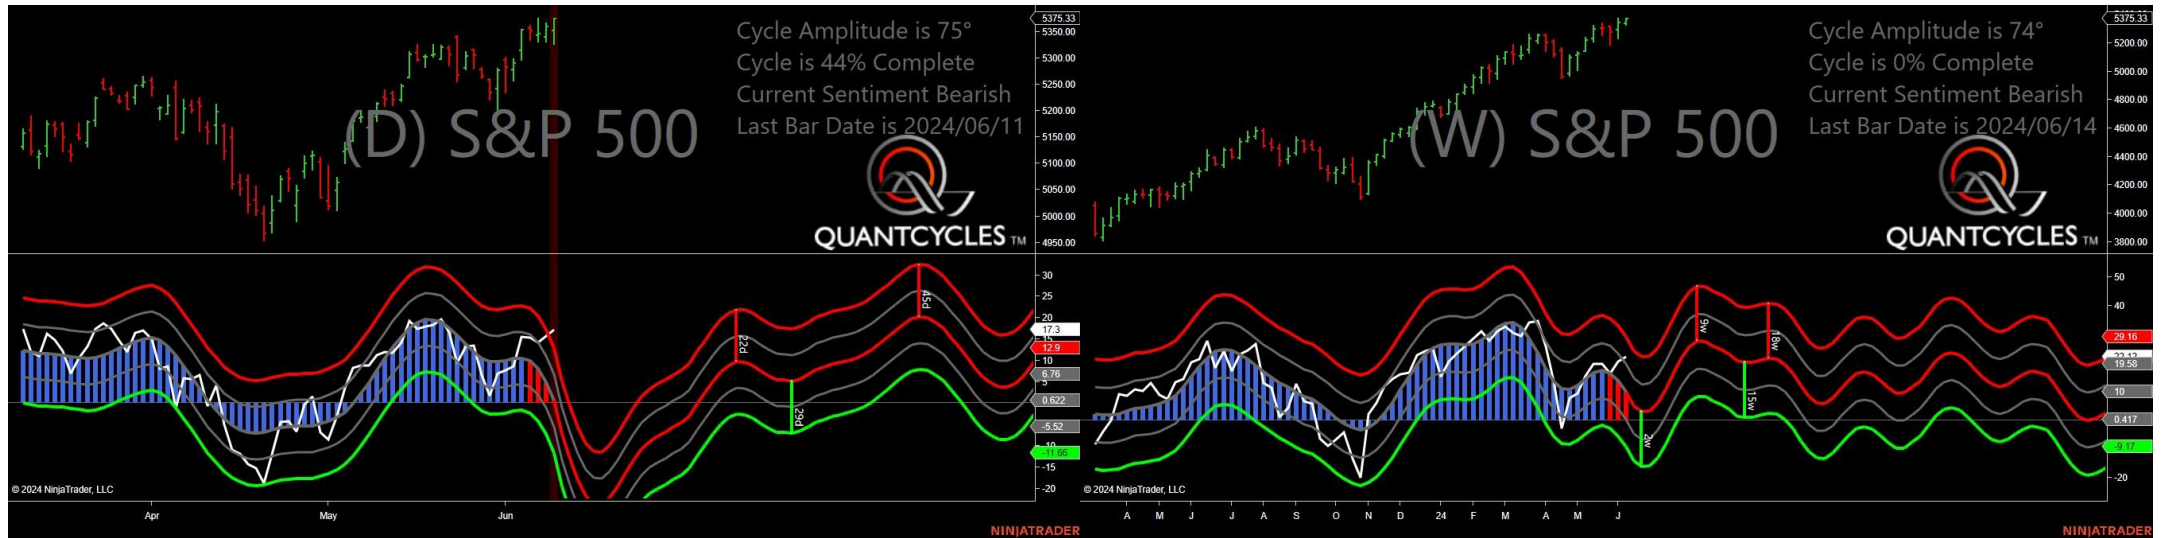 Cycle Amplitude is 75°
Cycle is 44% Complete
Current Sentiment Bearish
Last Bar Date is 2024/06/11
(D) S&P 500
QUANTCYCLES TM
5375.33
5350.00
5300.00
5250.00
5200.00
5150.00
5100.00
5050.00
5000.00
4950.00
30
25
20
17.3
15
12.9
10
6.76
5
0.622
-5.52
-10
-11.66
-15
-20
22d
29d
45d
© 2024 NinjaTrader, LLC
Apr
May
Jun
NINJATRADER
Cycle Amplitude is 74°
Cycle is 0% Complete
Current Sentiment Bearish
Last Bar Date is 2024/06/14
(W) S&P 500
QUANTCYCLES TM
5375.33
5200.00
5000.00
4800.00
4600.00
4400.00
4200.00
4000.00
3800.00
50
40
29.16
19.58
10
0.417
-9.17
-20
2w
9w
15w
18w
© 2024 NinjaTrader, LLC
A M J J A S O N D 24 F M A M J
NINJATRADER